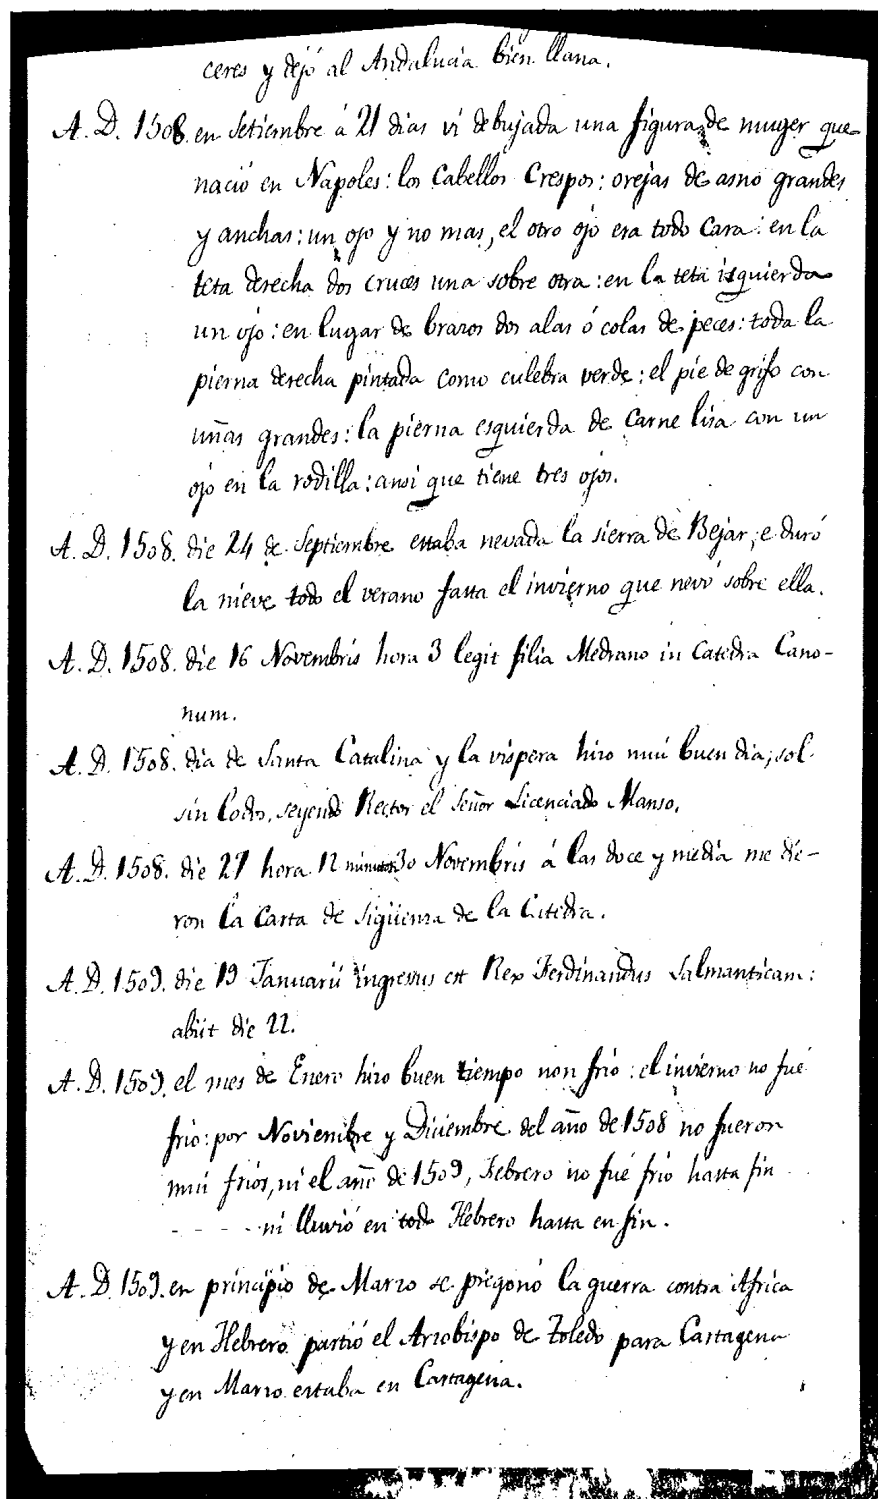 ceres y dejó al Andalucia bien llana.
A. D. 1508. en Setiembre á 21 dias vi debujada una figura de muger que
nació en Napoles: los Cabellos Crespos: orejas de asno grandes
y anchas: un ojo y no mas, el otro ojo era todo Cara: en la
teta derecha dos cruces una sobre otra: en la teta izquierda
un ojo: en lugar de brazos dos alas ó colas de peces: toda la
pierna derecha pintada como culebra verde: el pie de grifo con
uñas grandes: la pierna esquierda de Carne lisa con un
ojo en la rodilla: ansi que tiene tres ojos.
A. D. 1508. die 24 de Septiembre estaba nevada la sierra de Bejar, e duró
la nieve todo el verano fasta el invierno que nevó sobre ella.
A. D. 1508. die 16 Novembris hora 3 legit filia Medrano in Catedra Cano-
num.
A. D. 1508. dia de Santa Catalina y la vispera hizo mui buen dia; sol
sin lodos, seyendo Rector el Señor Licenciado Manso.
A. D. 1508. die 27 hora 12 minutos 30 Novembris á las doce y media me die-
ron la Carta de Sigüenza de la Catedra.
A. D. 1509. die 19 Januarii ingressus est Rex Ferdinandus Salmanticam:
abiit die 22.
A. D. 1509. el mes de Enero hizo buen tiempo non frio: el invierno no fué
frio: por Noviembre y Diciembre del año de 1508 no fueron
mui frios, ni el año de 1509, Febrero no fué frio hasta fin
- - - - - ni lluvió en todo Hebrero hasta en fin.
A. D. 1509. en principio de Marzo se pregonó la guerra contra Africa
y en Hebrero partió el Arzobispo de Toledo para Cartagena
y en Marzo estaba en Cartagena.